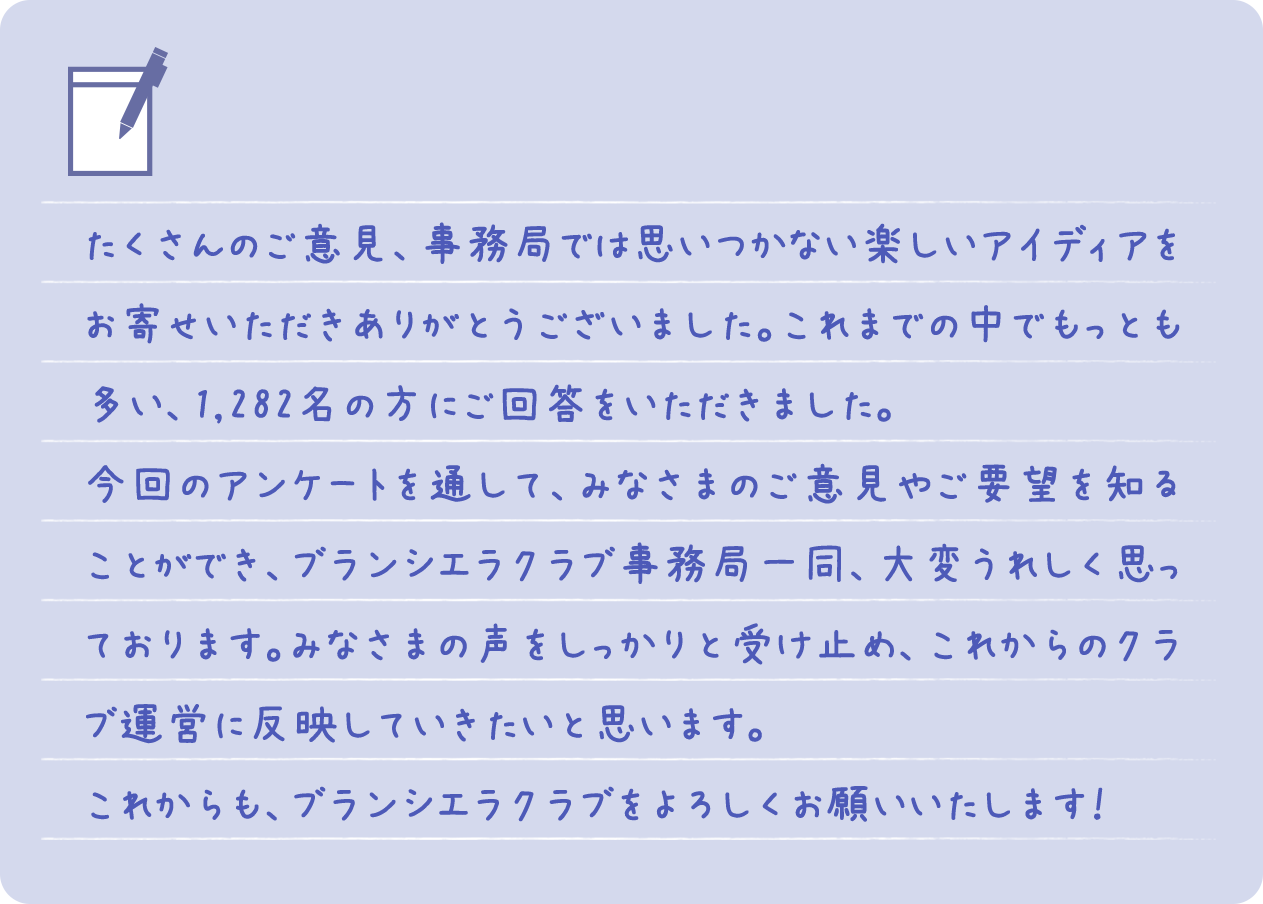 たくさんのご意見、事務局では思いつかない楽しいアイディアを
お寄せいただきありがとうございました。これまでの中でもっとも
多い、1,282名の方にご回答をいただきました。
今回のアンケートを通して、みなさまのご意見やご要望を知る
ことができ、ブランシエラクラブ事務局一同、大変うれしく思っ
ております。みなさまの声をしっかりと受け止め、これからのクラ
ブ運営に反映していきたいと思います。
これからも、ブランシエラクラブをよろしくお願いいたします！